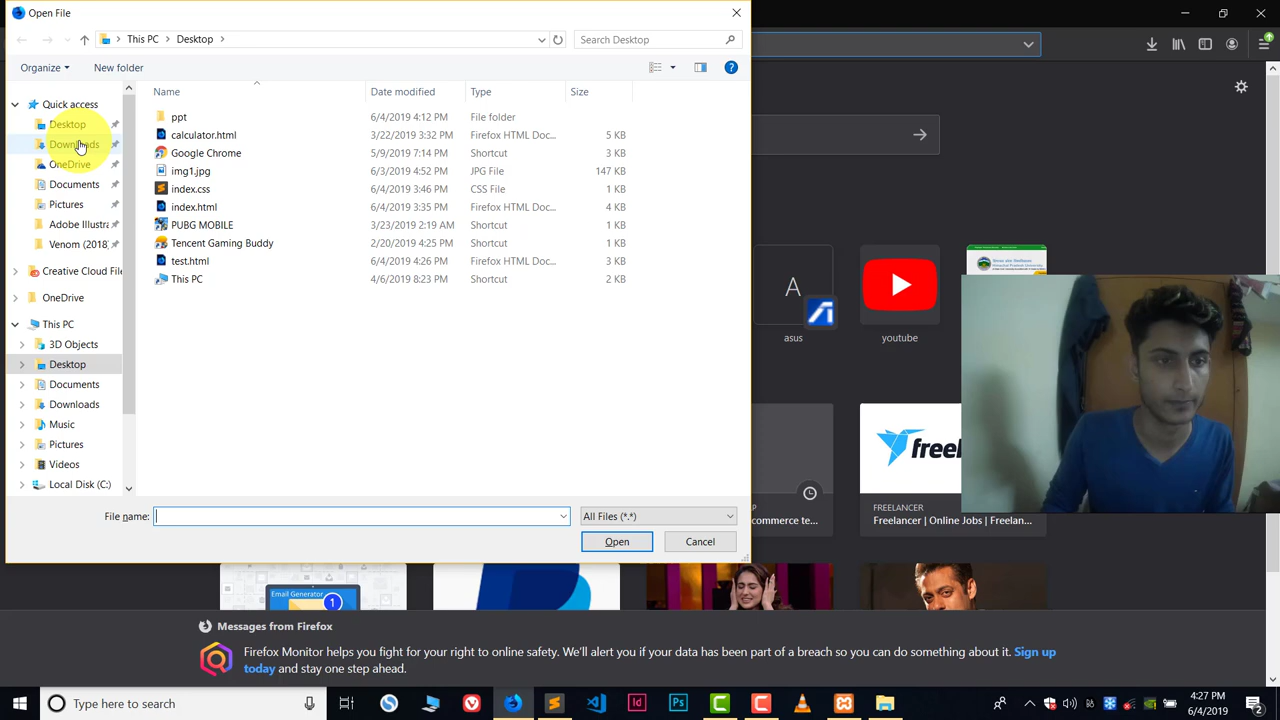 Open File
This PC
Desktop
Search Desktop
Organize
New folder
Name
Date modified
Type
Size
ppt
6/4/2019 4:12 PM
File folder
calculator.html
3/22/2019 3:32 PM
Firefox HTML Doc...
5 KB
Google Chrome
5/9/2019 7:14 PM
Shortcut
3 KB
img1.jpg
6/3/2019 4:52 PM
JPG File
147 KB
index.css
6/4/2019 3:46 PM
CSS File
1 KB
index.html
6/4/2019 3:35 PM
Firefox HTML Doc...
4 KB
PUBG MOBILE
3/23/2019 2:19 AM
Shortcut
1 KB
Tencent Gaming Buddy
2/20/2019 4:25 PM
Shortcut
1 KB
test.html
6/4/2019 4:26 PM
Firefox HTML Doc...
3 KB
This PC
4/6/2019 8:23 PM
Shortcut
2 KB
Quick access
Desktop
Downloads
OneDrive
Documents
Pictures
Adobe Illustra
Venom (2018)
Creative Cloud File
OneDrive
This PC
3D Objects
Desktop
Documents
Downloads
Music
Pictures
Videos
Local Disk (C:)
File name:
All Files (*.*)
Open
Cancel
A
asus
youtube
commerce te...
freel
FREELANCER
Freelancer | Online Jobs | Freelan...
Email Generator
1
Messages from Firefox
Firefox Monitor helps you fight for your right to online safety. We'll alert you if your data has been part of a breach so you can do something about it. Sign up
today and stay one step ahead.
Type here to search
4:27 PM
6/4/2019
2